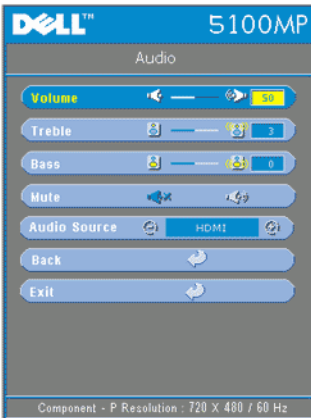 DELL™ 5100MP
Audio
Volume 50
Treble 3
Bass 0
Mute
Audio Source HDMI
Back
Exit
Component - P Resolution : 720 X 480 / 60 Hz